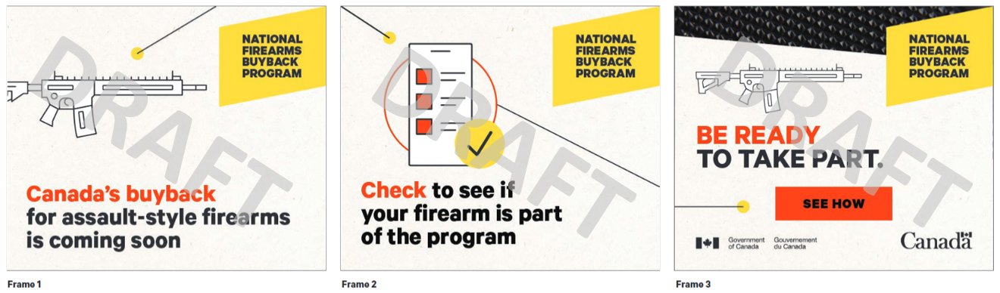 NATIONAL
FIREARMS
BUYBACK
PROGRAM
DRAFT
Canada's buyback
for assault-style firearms
is coming soon
Frame 1
NATIONAL
FIREARMS
BUYBACK
PROGRAM
DRAFT
Check to see if
your firearm is part
of the program
Frame 2
NATIONAL
FIREARMS
BUYBACK
PROGRAM
DRAFT
BE READY
TO TAKE PART.
SEE HOW
Government
of Canada
Gouvernement
du Canada
Canada
Frame 3